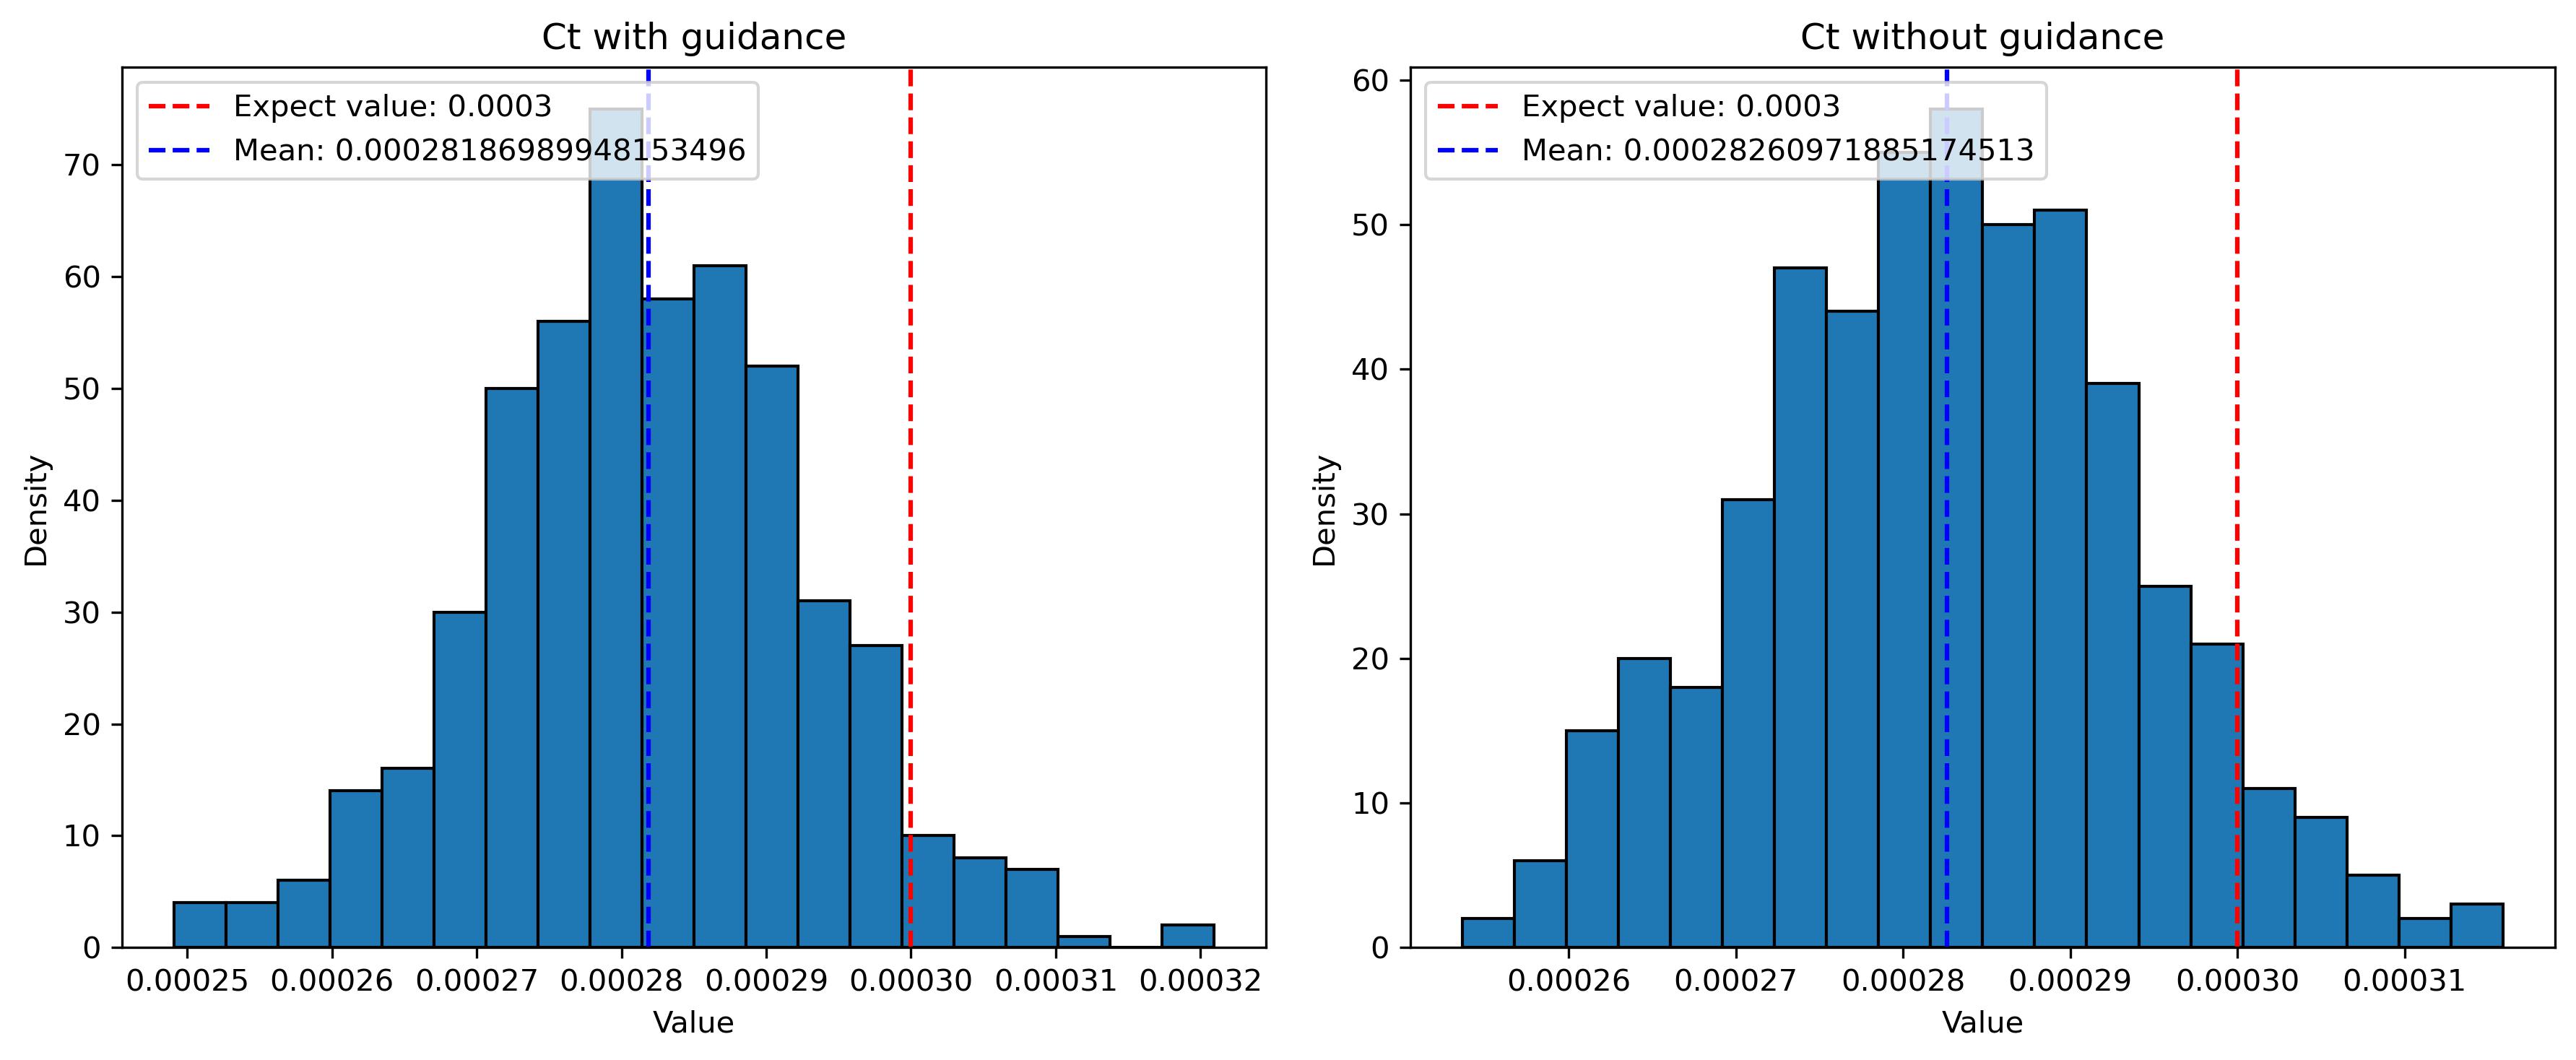 Ct with guidance
Expect value: 0.0003
Mean: 0.00028186989948153496
Density
70
60
50
40
30
20
10
0
0.00025 0.00026 0.00027 0.00028 0.00029 0.00030 0.00031 0.00032
Value
Ct without guidance
Expect value: 0.0003
Mean: 0.00028260971885174513
Density
60
50
40
30
20
10
0
0.00026 0.00027 0.00028 0.00029 0.00030 0.00031
Value